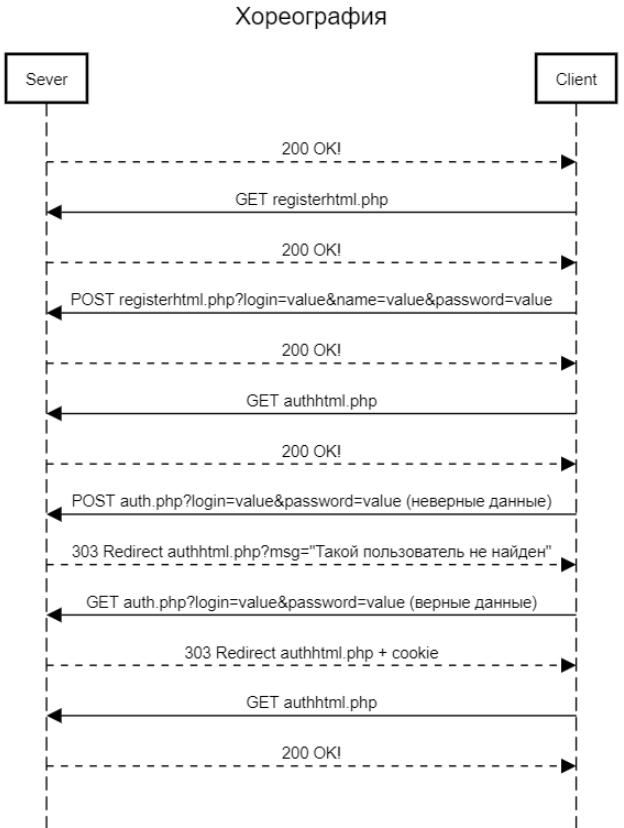 Хореография
Sever
Client
200 OK!
GET registerhtml.php
200 OK!
POST registerhtml.php?login=value&name=value&password=value
200 OK!
GET authhtml.php
200 OK!
POST auth.php?login=value&password=value (неверные данные)
303 Redirect authhtml.php?msg="Такой пользователь не найден"
GET auth.php?login=value&password=value (верные данные)
303 Redirect authhtml.php + cookie
GET authhtml.php
200 OK!